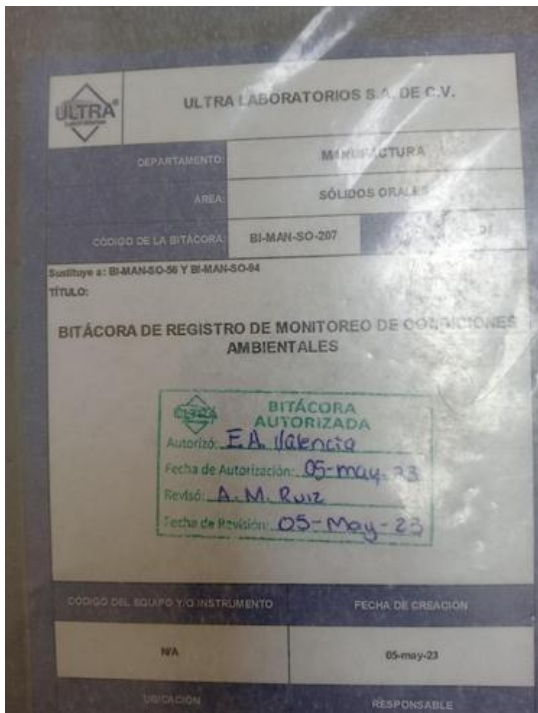 ULTRA
ULTRA LABORATORIOS S.A. DE C.V.
DEPARTAMENTO:
MANUFACTURA
ÁREA:
SÓLIDOS ORALES
CÓDIGO DE LA BITÁCORA:
BI-MAN-SO-207
Sustituye a: BI-MAN-SO-56 Y BI-MAN-SO-94
TÍTULO:
BITÁCORA DE REGISTRO DE MONITOREO DE CONDICIONES
AMBIENTALES
ULTRA
BITÁCORA
AUTORIZADA
Autorizó: E.A. Valencia
Fecha de Autorización: 05-may-23
Revisó: A. M. Ruiz
Fecha de Revisión: 05-May-23
CÓDIGO DEL EQUIPO Y/O INSTRUMENTO
FECHA DE CREACIÓN
N/A
05-may-23
UBICACIÓN
RESPONSABLE